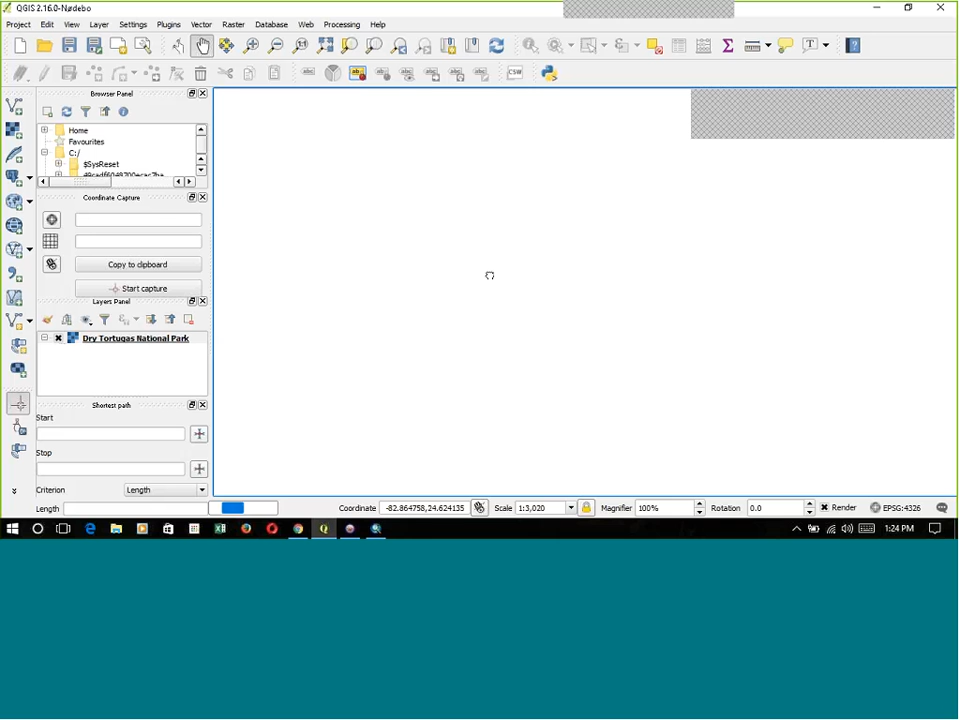 QGIS 2.16.0-Nødebo
Project Edit View Layer Settings Plugins Vector Raster Database Web Processing Help
CSW
Browser Panel
Home
Favourites
C:/
$SysReset
Coordinate Capture
Copy to clipboard
Start capture
Layers Panel
Dry Tortugas National Park
Shortest path
Start
Stop
Criterion Length
Length
Coordinate -82.864758,24.624135 Scale 1:3,020 Magnifier 100% Rotation 0.0 Render EPSG:4326
1:24 PM